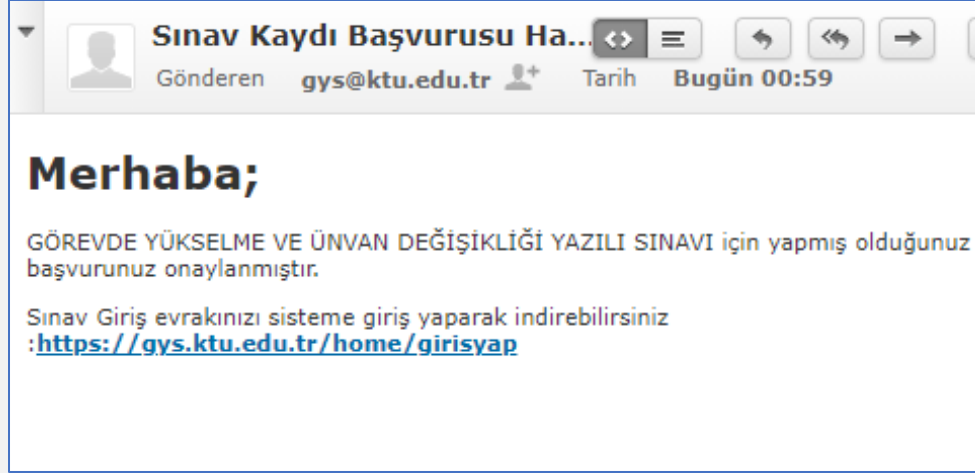 Sınav Kaydı Başvurusu Ha...
Gönderen gys@ktu.edu.tr Tarih Bugün 00:59
Merhaba;
GÖREVDE YÜKSELME VE ÜNVAN DEĞİŞİKLİĞİ YAZILI SINAVI için yapmış olduğunuz
başvurunuz onaylanmıştır.
Sınav Giriş evrakınızı sisteme giriş yaparak indirebilirsiniz
:https://gys.ktu.edu.tr/home/girisyap